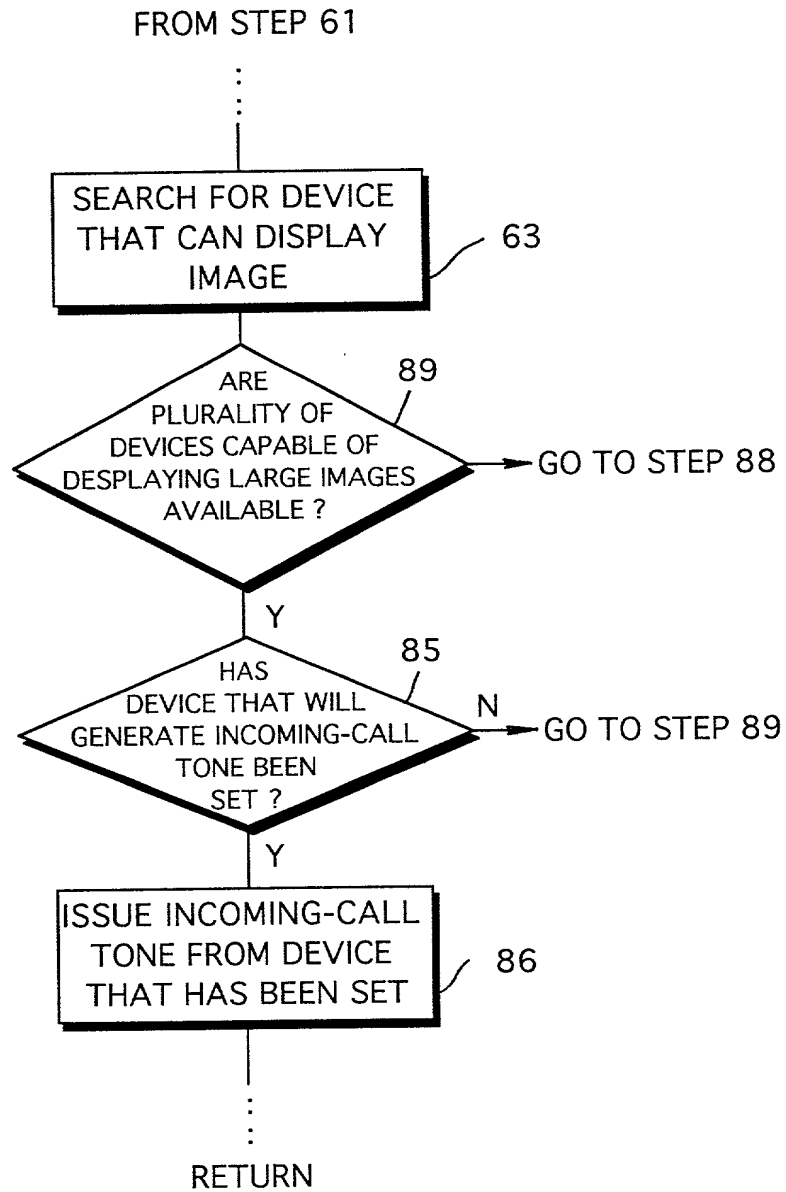 FROM STEP 61
SEARCH FOR DEVICE
THAT CAN DISPLAY
IMAGE
63
ARE
PLURALITY OF
DEVICES CAPABLE OF
DESPLAYING LARGE IMAGES
AVAILABLE ?
89
GO TO STEP 88
Y
HAS
DEVICE THAT WILL
GENERATE INCOMING-CALL
TONE BEEN
SET ?
85
N
GO TO STEP 89
Y
ISSUE INCOMING-CALL
TONE FROM DEVICE
THAT HAS BEEN SET
86
RETURN